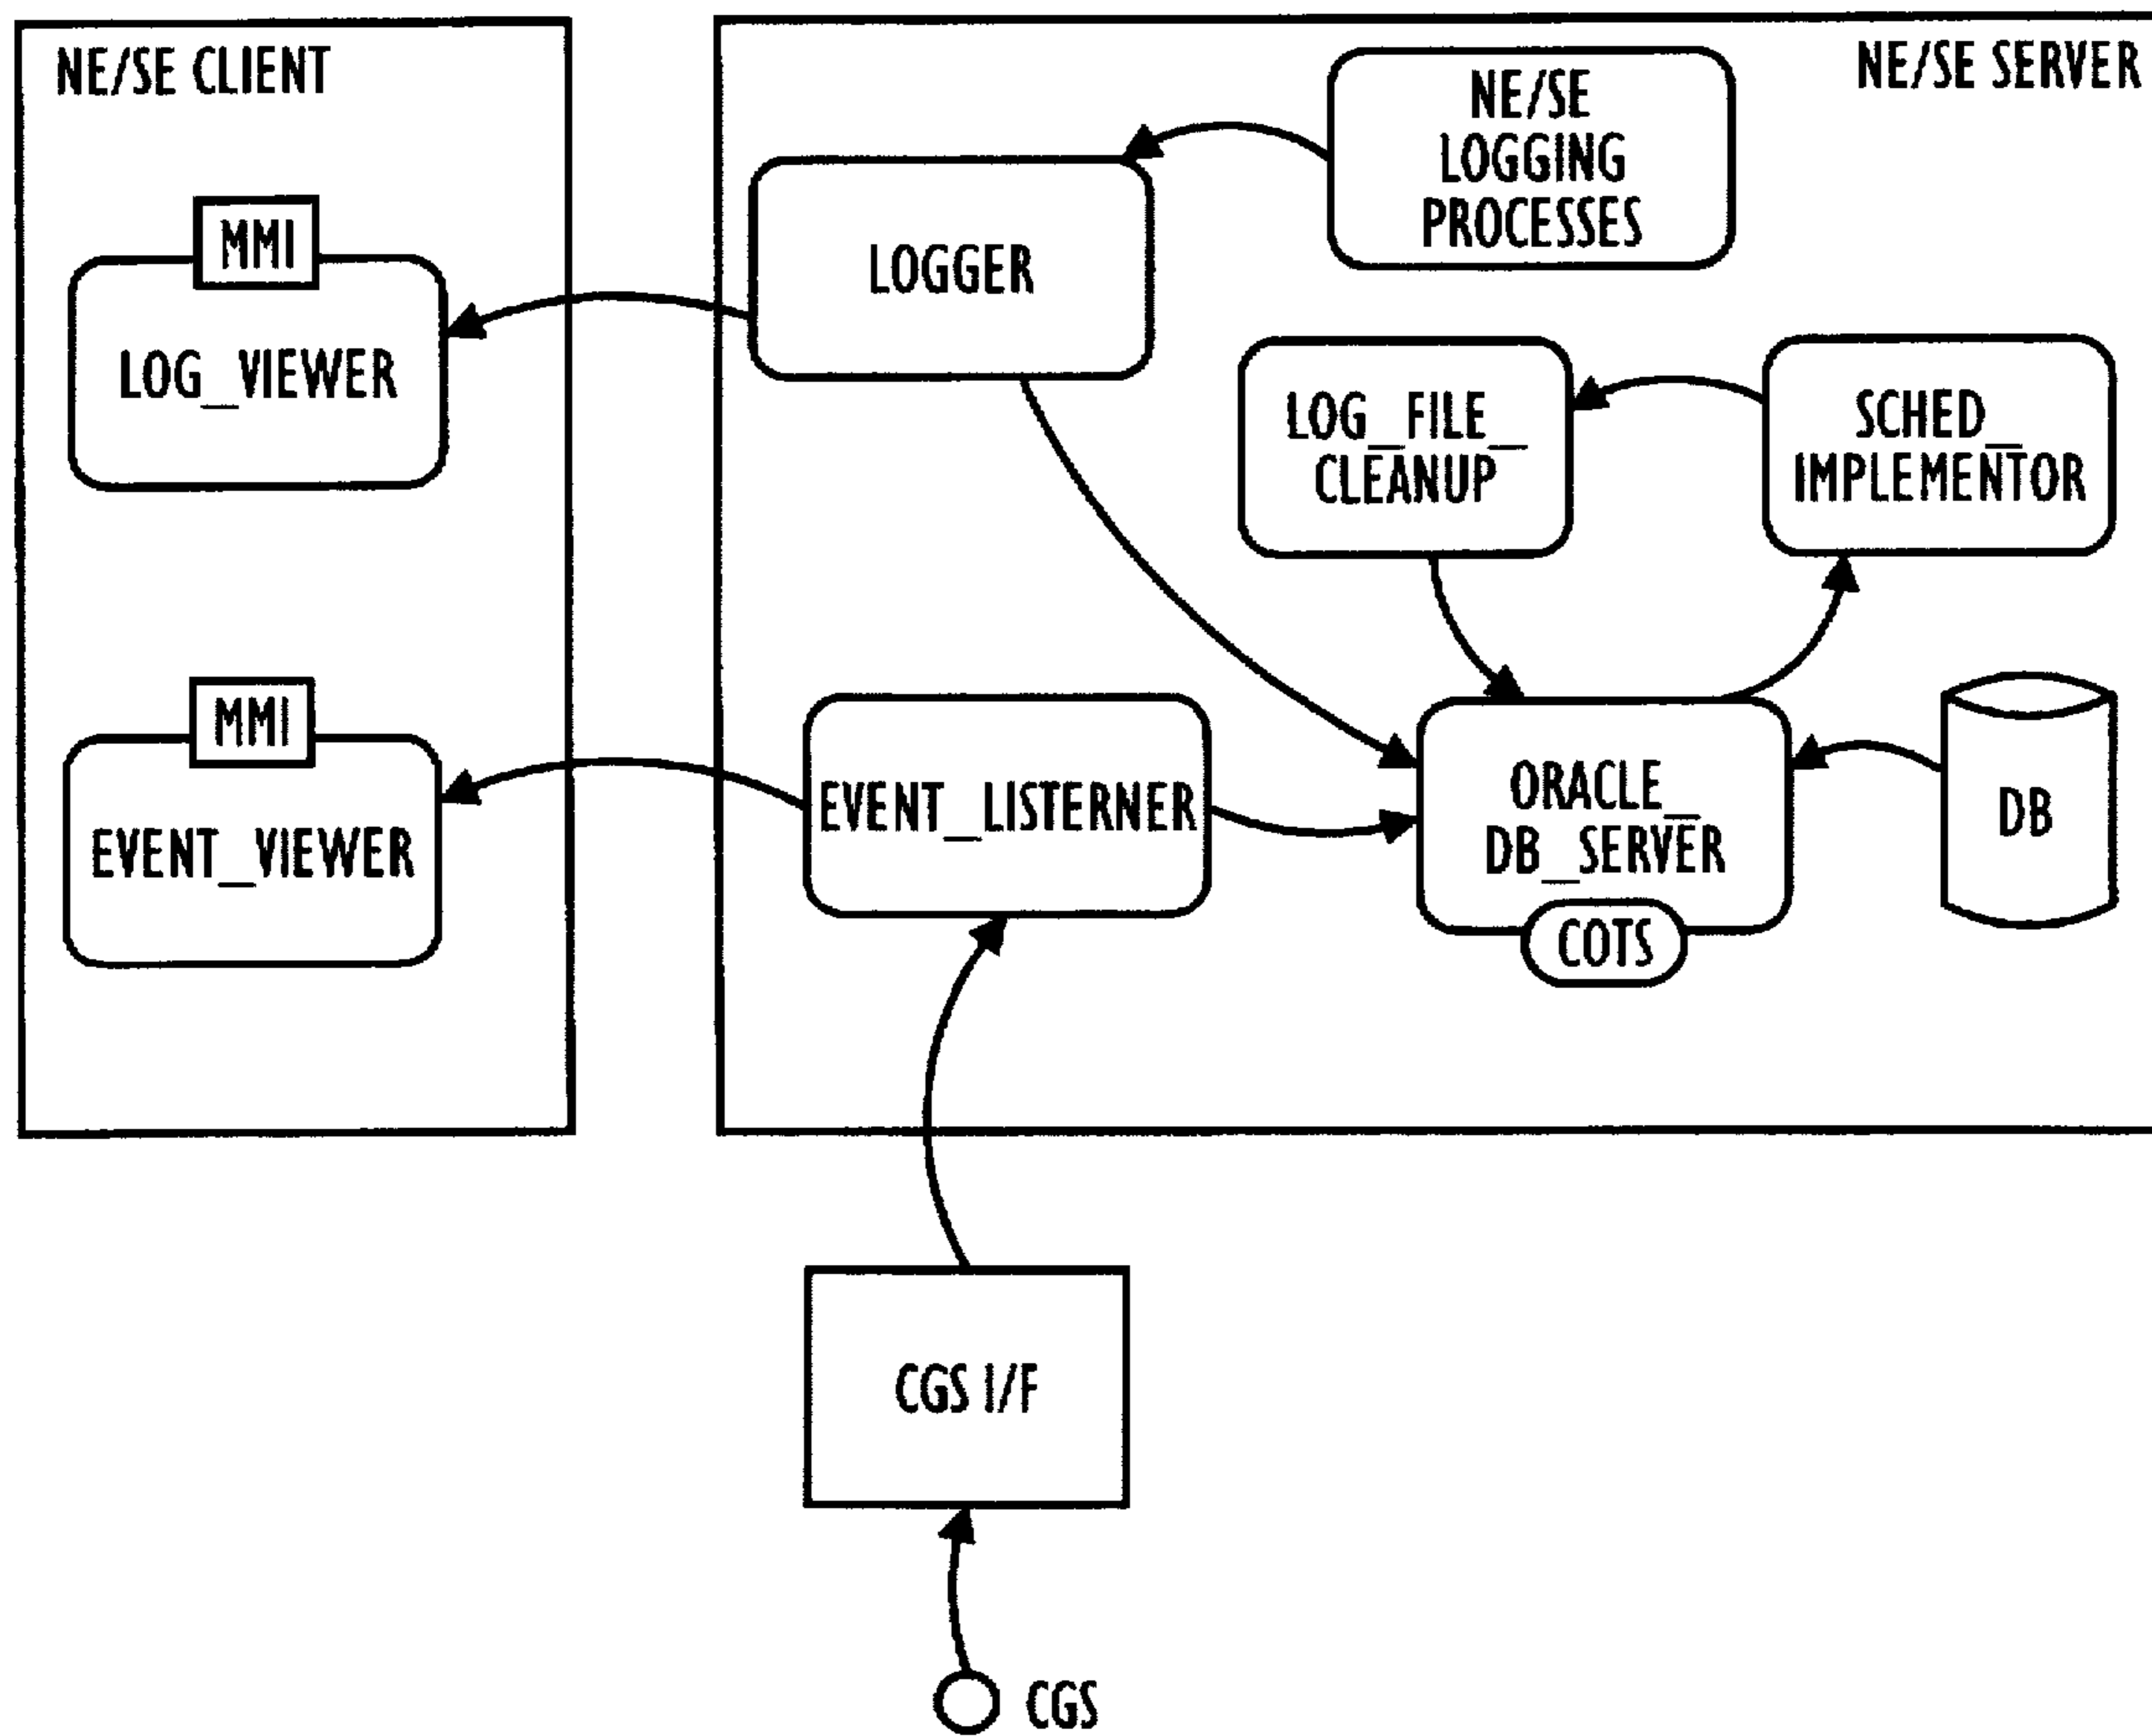 NE/SE CLIENT
NE/SE SERVER
NE/SE
LOGGING
PROCESSES
MMI
LOG_VIEWER
LOGGER
LOG_FILE_
CLEANUP
SCHED_
IMPLEMENTOR
MMI
EVENT_VIEWER
EVENT_LISTERNER
ORACLE_
DB_SERVER
COTS
DB
CGS I/F
CGS